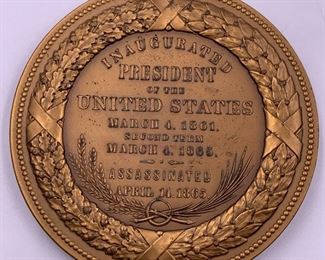 INAUGURATED
PRESIDENT
OF THE
UNITED STATES
MARCH 4. 1861.
SECOND TERM
MARCH 4. 1865.
ASSASSINATED
APRIL 14. 1865